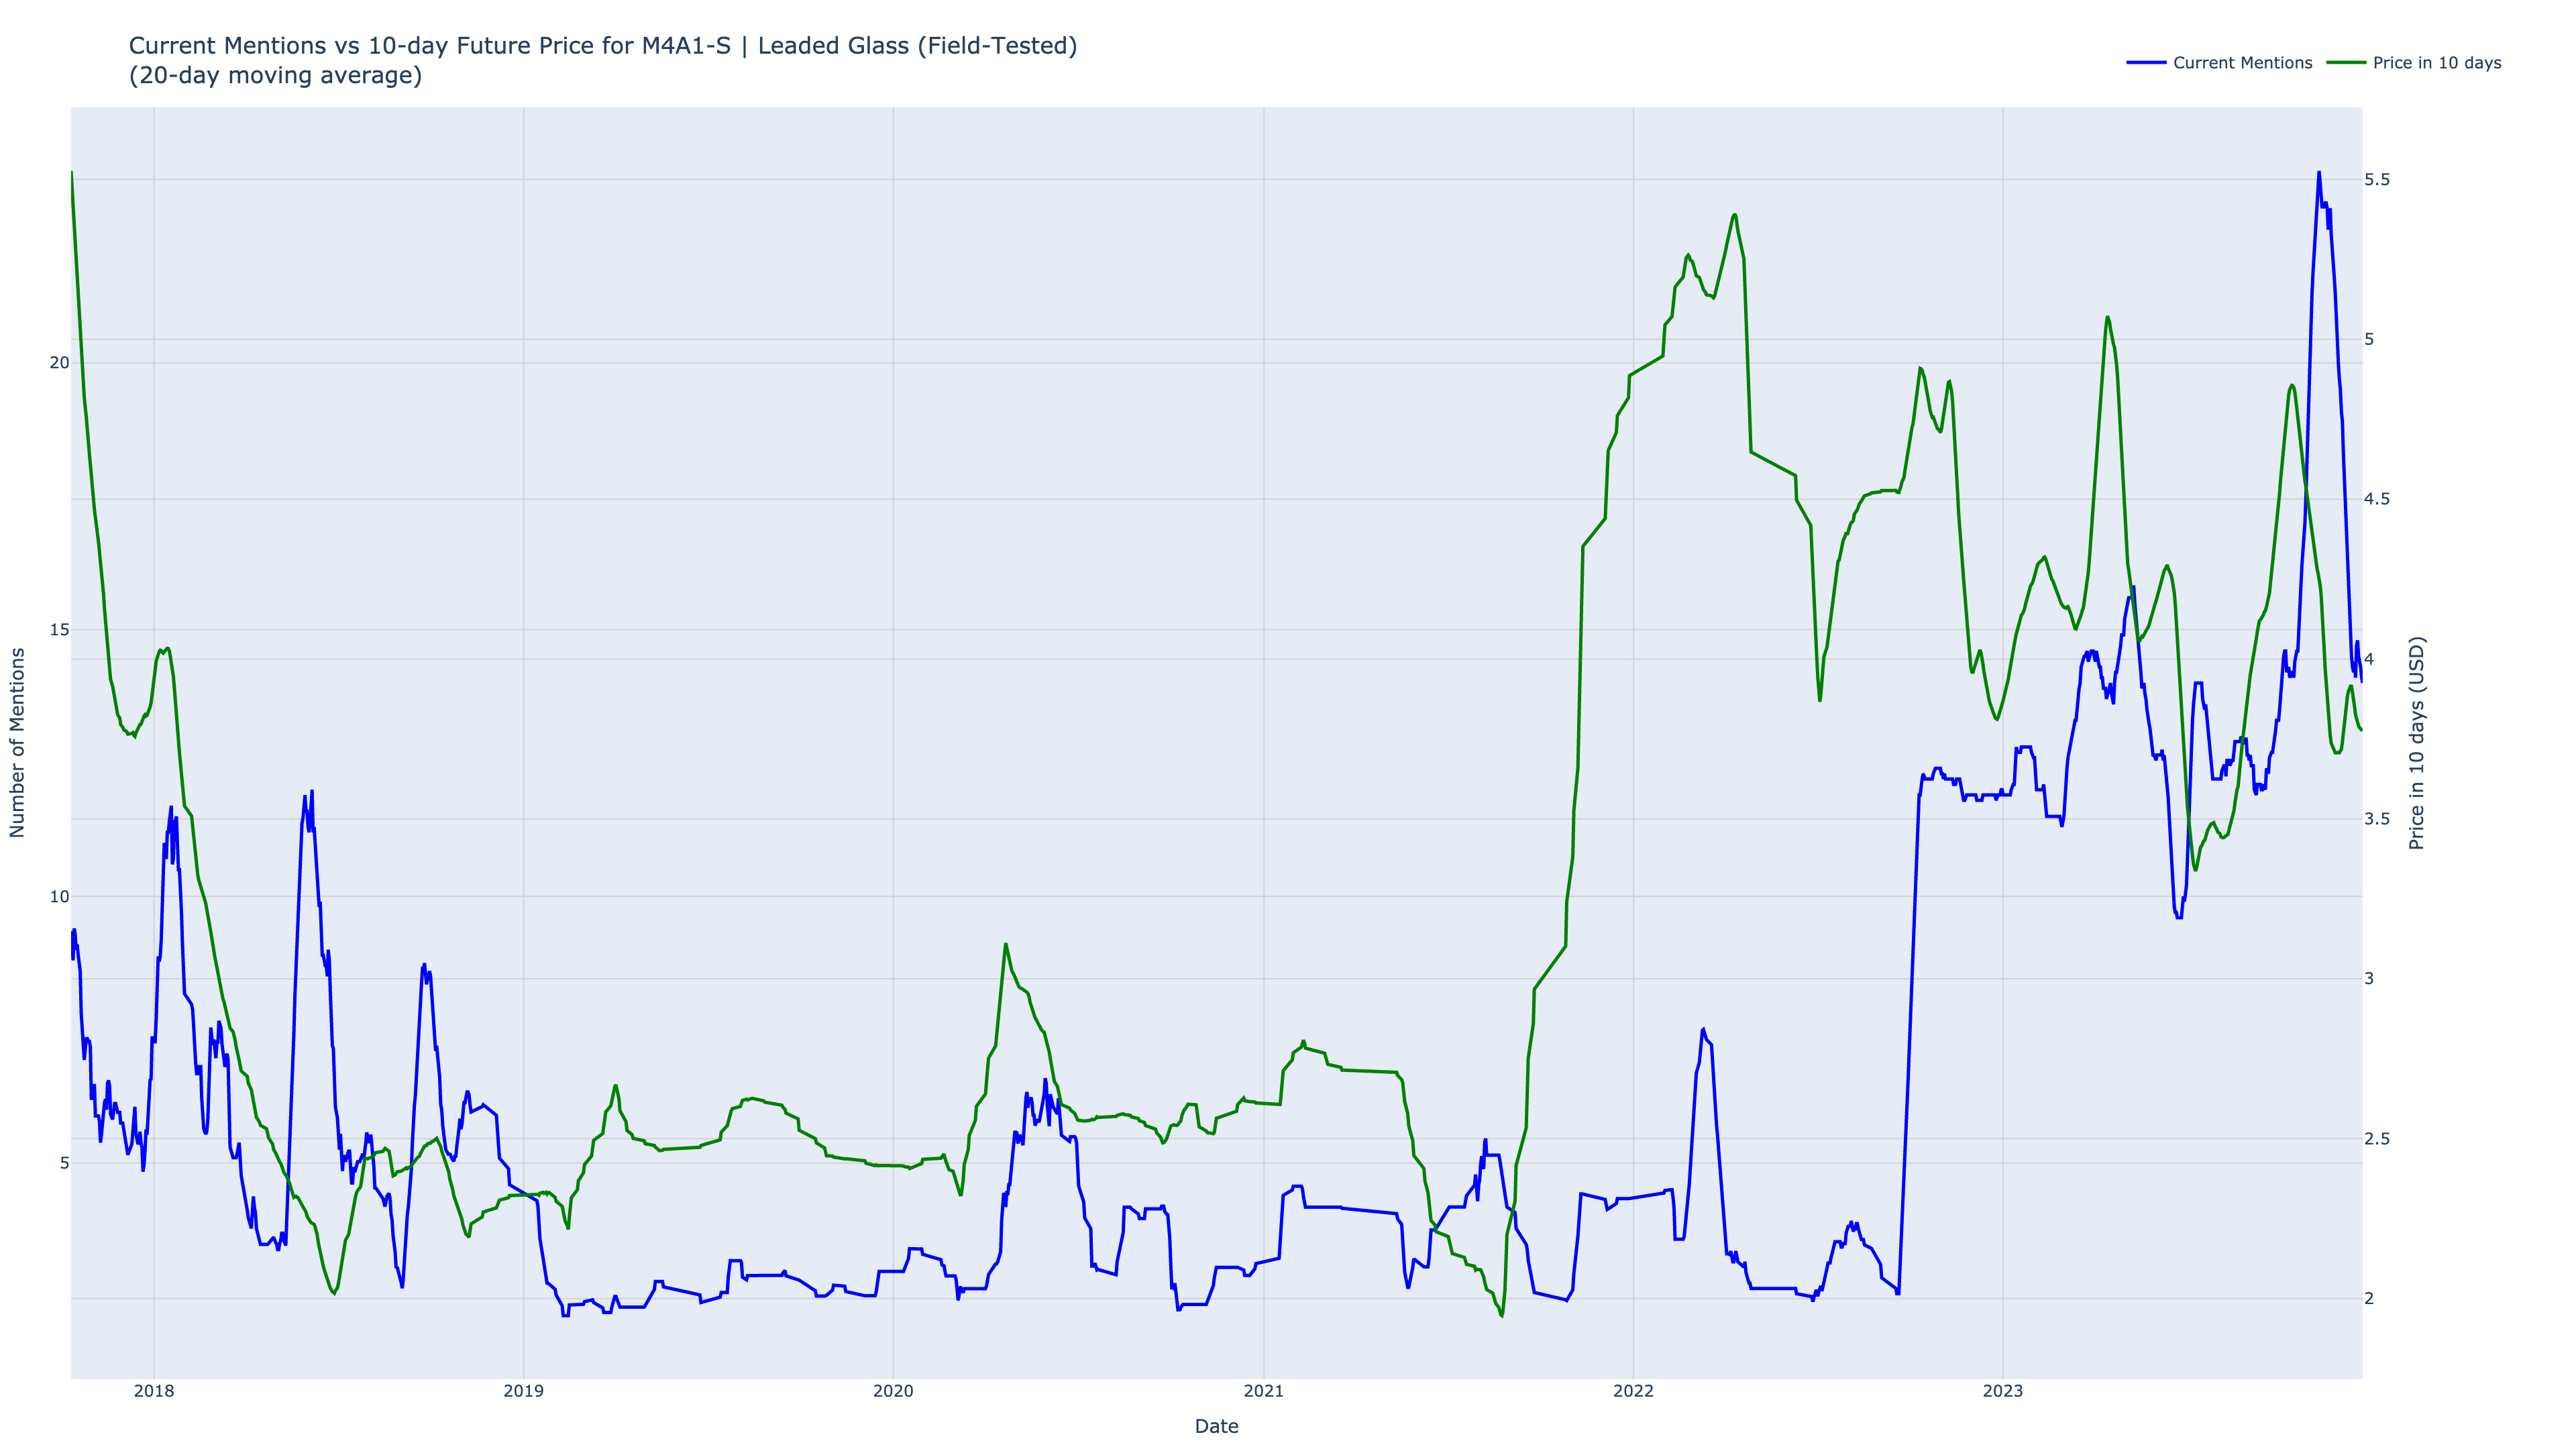 Current Mentions vs 10-day Future Price for M4A1-S | Leaded Glass (Field-Tested)
(20-day moving average)
Current Mentions
Price in 10 days
Number of Mentions
20
15
10
5
5.5
5
4.5
4
3.5
3
2.5
2
Price in 10 days (USD)
2018
2019
2020
2021
2022
2023
Date